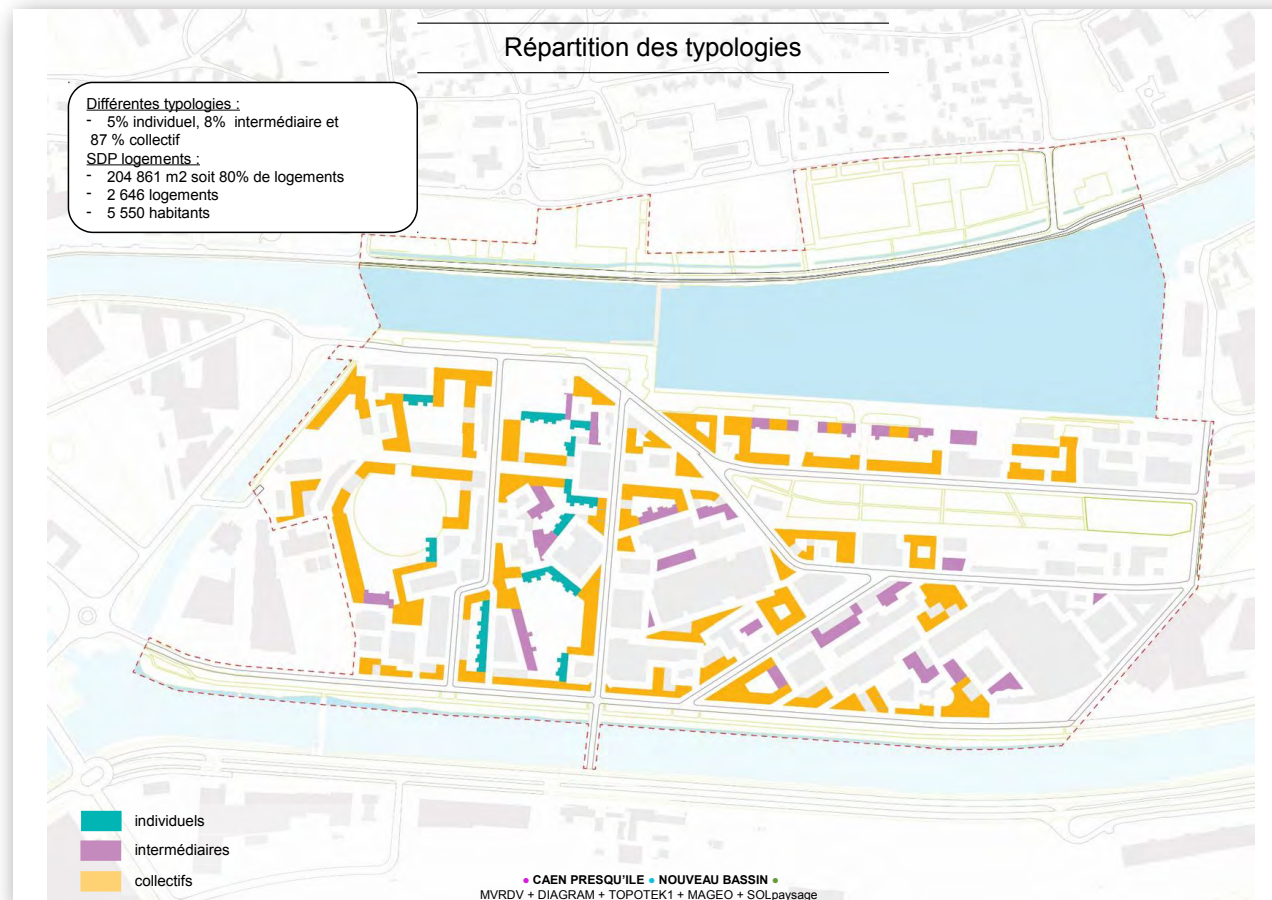 Répartition des typologies
Différentes typologies :
- 5% individuel, 8% intermédiaire et
87 % collectif
SDP logements :
- 204 861 m2 soit 80% de logements
- 2 646 logements
- 5 550 habitants
individuels
intermédiaires
collectifs
• CAEN PRESQU'ILE • NOUVEAU BASSIN •
MVRDV + DIAGRAM + TOPOTEK1 + MAGEO + SOLpaysage